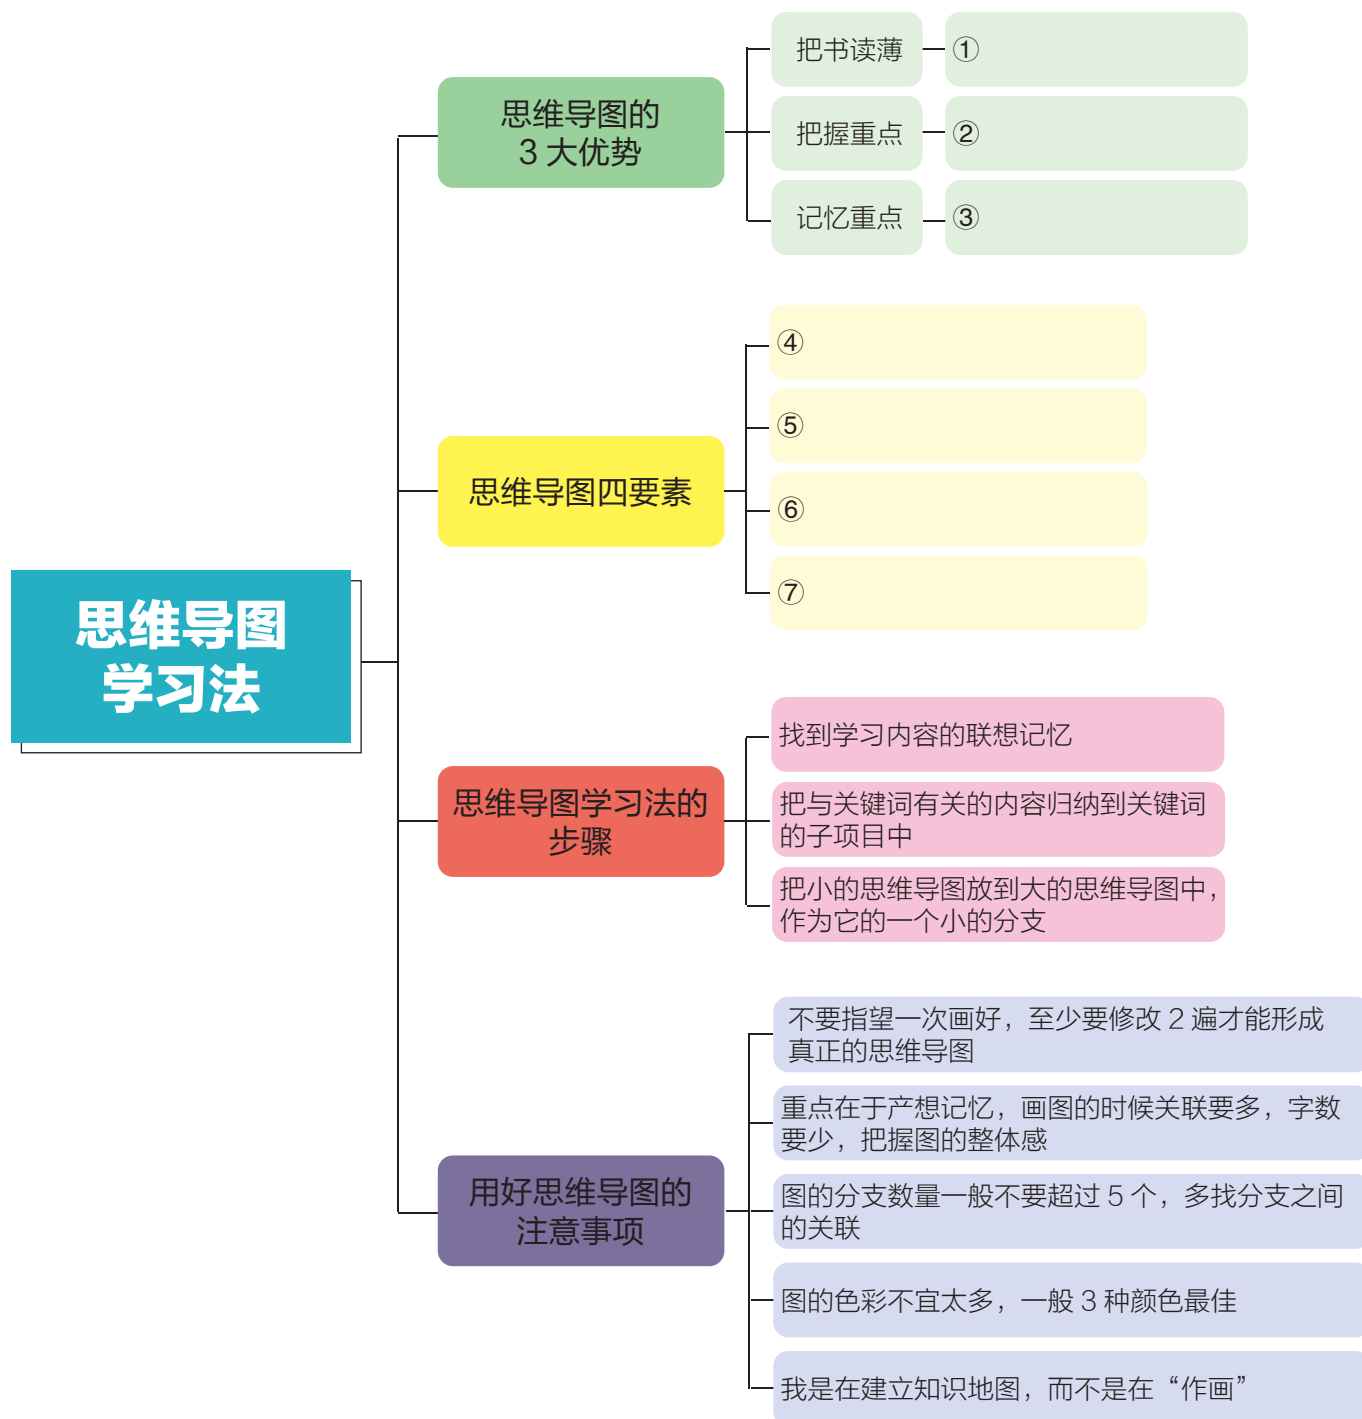 思维导图
学习法
思维导图的
3 大优势
把书读薄
①
把握重点
②
记忆重点
③
思维导图四要素
④
⑤
⑥
⑦
思维导图学习法的
步骤
找到学习内容的联想记忆
把与关键词有关的内容归纳到关键词
的子项目中
把小的思维导图放到大的思维导图中，
作为它的一个小的分支
用好思维导图的
注意事项
不要指望一次画好，至少要修改 2 遍才能形成
真正的思维导图
重点在于产想记忆，画图的时候关联要多，字数
要少，把握图的整体感
图的分支数量一般不要超过 5 个，多找分支之间
的关联
图的色彩不宜太多，一般 3 种颜色最佳
我是在建立知识地图，而不是在“作画”